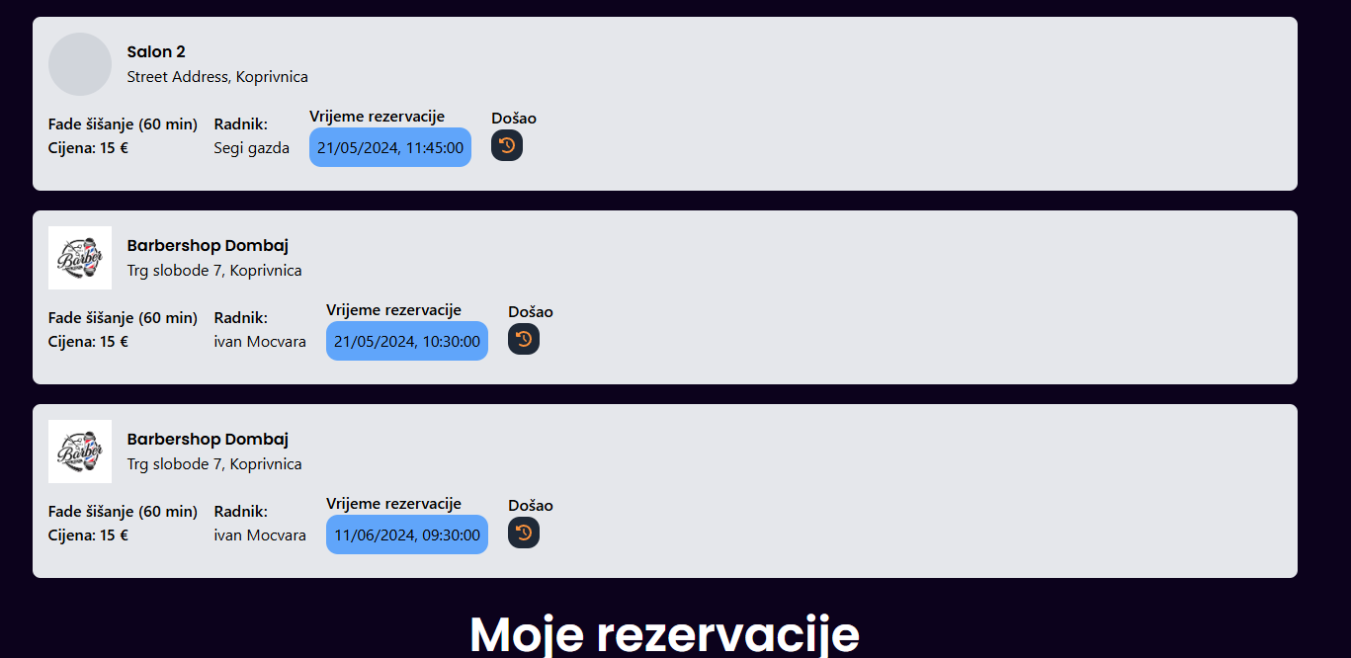 Salon 2
Street Address, Koprivnica
Fade šišanje (60 min)
Cijena: 15 €
Radnik:
Segi gazda
Vrijeme rezervacije
21/05/2024, 11:45:00
Došao
Barber
Barbershop Dombaj
Trg slobode 7, Koprivnica
Fade šišanje (60 min)
Cijena: 15 €
Radnik:
ivan Mocvara
Vrijeme rezervacije
21/05/2024, 10:30:00
Došao
Barber
Barbershop Dombaj
Trg slobode 7, Koprivnica
Fade šišanje (60 min)
Cijena: 15 €
Radnik:
ivan Mocvara
Vrijeme rezervacije
11/06/2024, 09:30:00
Došao
Moje rezervacije